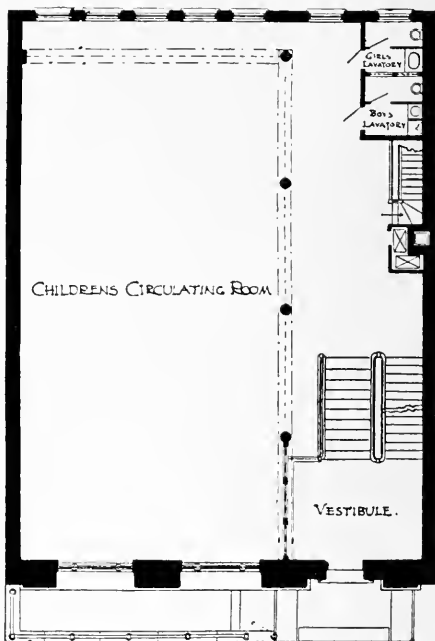 GIRLS
LAVATORY
BOYS
LAVATORY
CHILDRENS CIRCULATING ROOM
VESTIBULE.